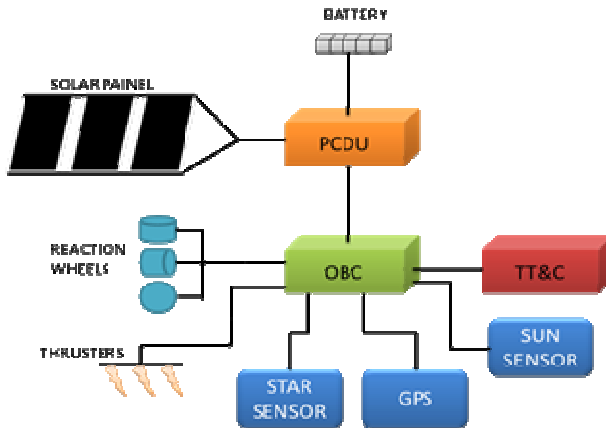 BATTERY
SOLAR PAINEL
PCDU
REACTION
WHEELS
OBC
TT&C
THRUSTERS
SUN
SENSOR
STAR
SENSOR
GPS